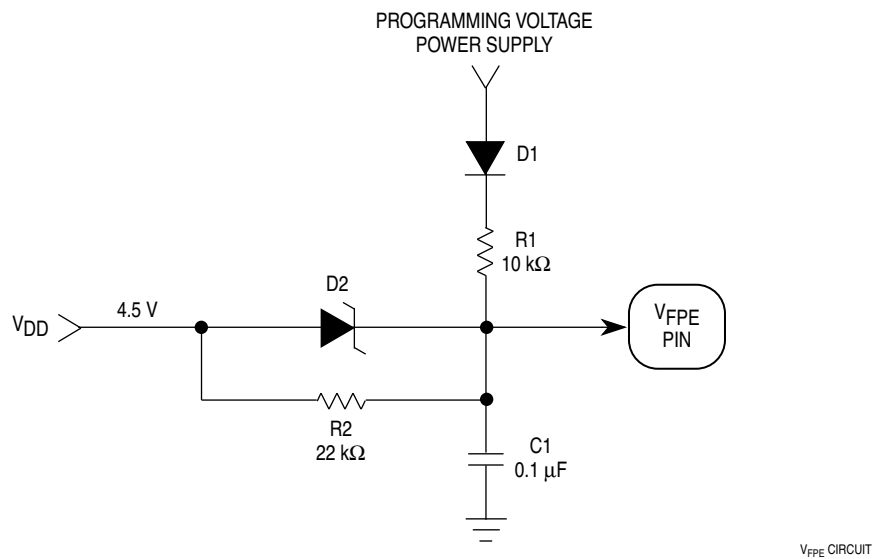 PROGRAMMING VOLTAGE
POWER SUPPLY
D1
R1
10 kΩ
D2
4.5 V
VDD
VFPE
PIN
R2
22 kΩ
C1
0.1 µF
VFPE CIRCUIT